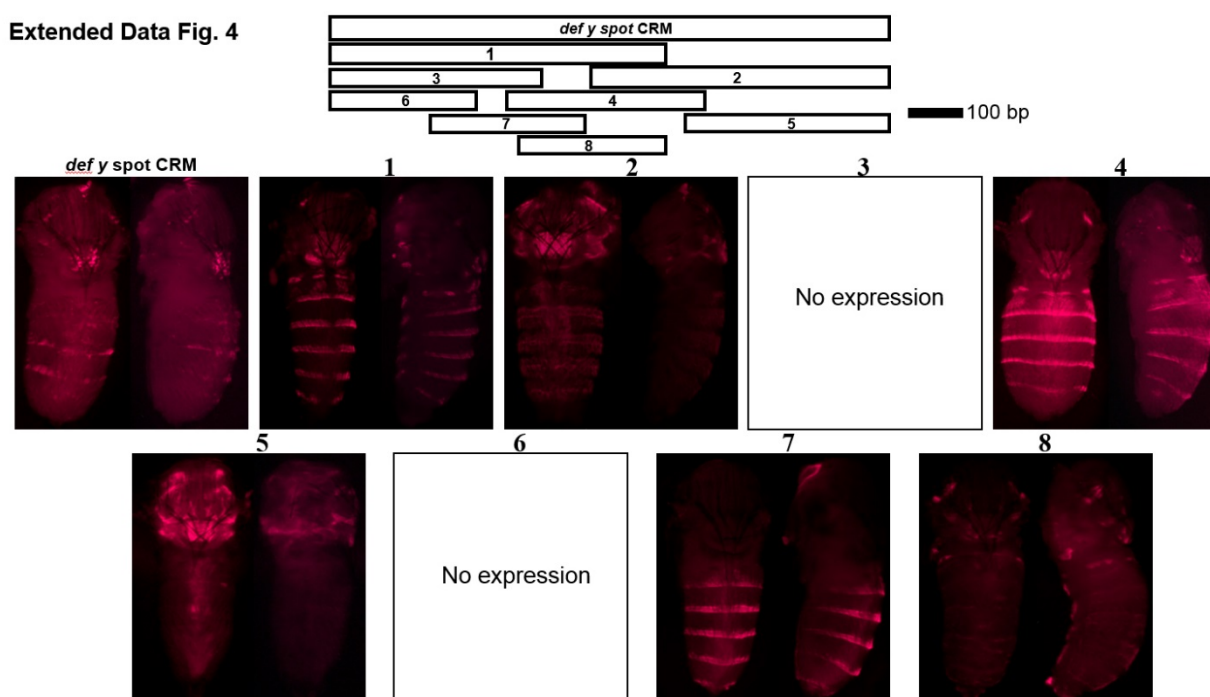 Extended Data Fig. 4
def y spot CRM
1
3
2
6
4
100 bp
7
5
8
def y spot CRM
1
2
3
4
No expression
5
6
7
8
No expression